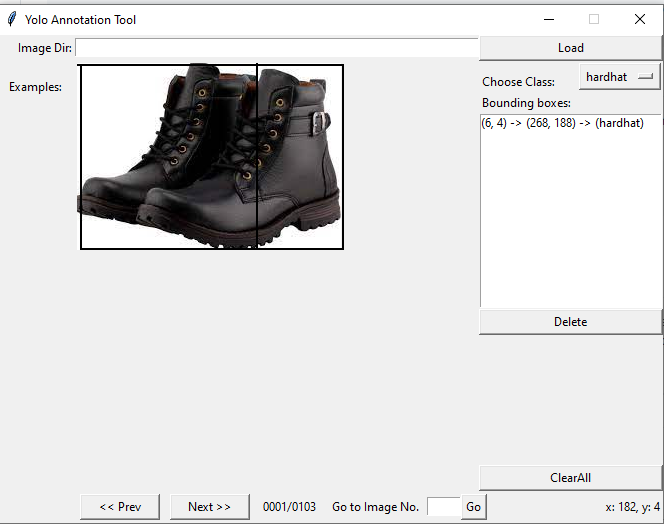 Yolo Annotation Tool
Image Dir:
Load
Choose Class:
hardhat
Examples:
Bounding boxes:
(6, 4) -> (268, 188) -> (hardhat)
Delete
ClearAll
<< Prev
Next >>
0001/0103
Go to Image No.
Go
x: 182, y: 4